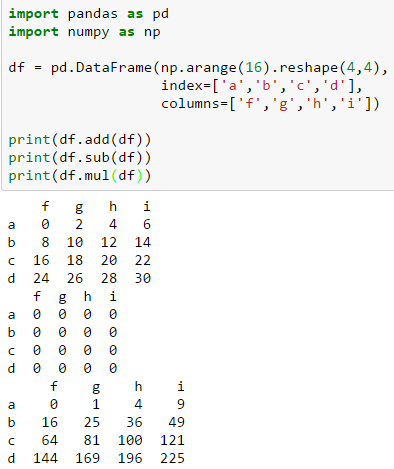 import pandas as pd
import numpy as np
df = pd.DataFrame(np.arange(16).reshape(4,4),
index=['a','b','c','d'],
columns=['f','g','h','i'])
print(df.add(df))
print(df.sub(df))
print(df.mul(df))
f g h i
a 0 2 4 6
b 8 10 12 14
c 16 18 20 22
d 24 26 28 30
f g h i
a 0 0 0 0
b 0 0 0 0
c 0 0 0 0
d 0 0 0 0
f g h i
a 0 1 4 9
b 16 25 36 49
c 64 81 100 121
d 144 169 196 225